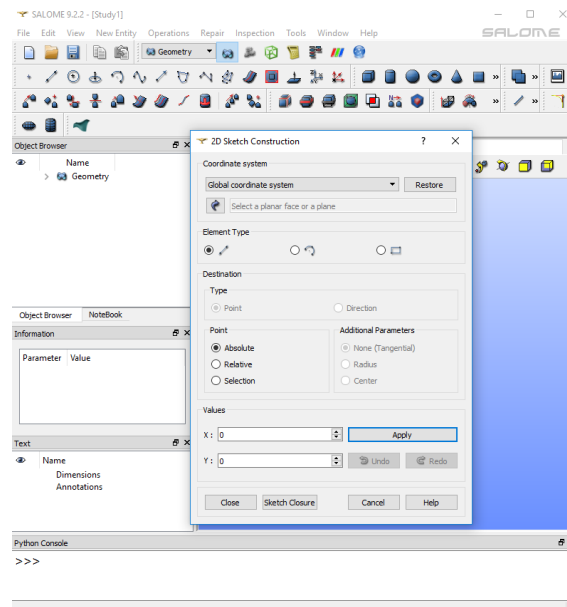 SALOME 9.2.2 - [Study1]
File Edit View New Entity Operations Repair Inspection Tools Window Help
SALOME
Geometry
»
»
»
»
Object Browser
Name
Geometry
Object Browser NoteBook
Information
Parameter Value
Text
Name
Dimensions
Annotations
2D Sketch Construction ?
Coordinate system
Global coordinate system Restore
Select a planar face or a plane
Element Type
Destination
Type
Point Direction
Point Additional Parameters
Absolute None (Tangential)
Relative Radius
Selection Center
Values
X : 0 Apply
Y : 0 Undo Redo
Close Sketch Closure Cancel Help
Python Console
>>>